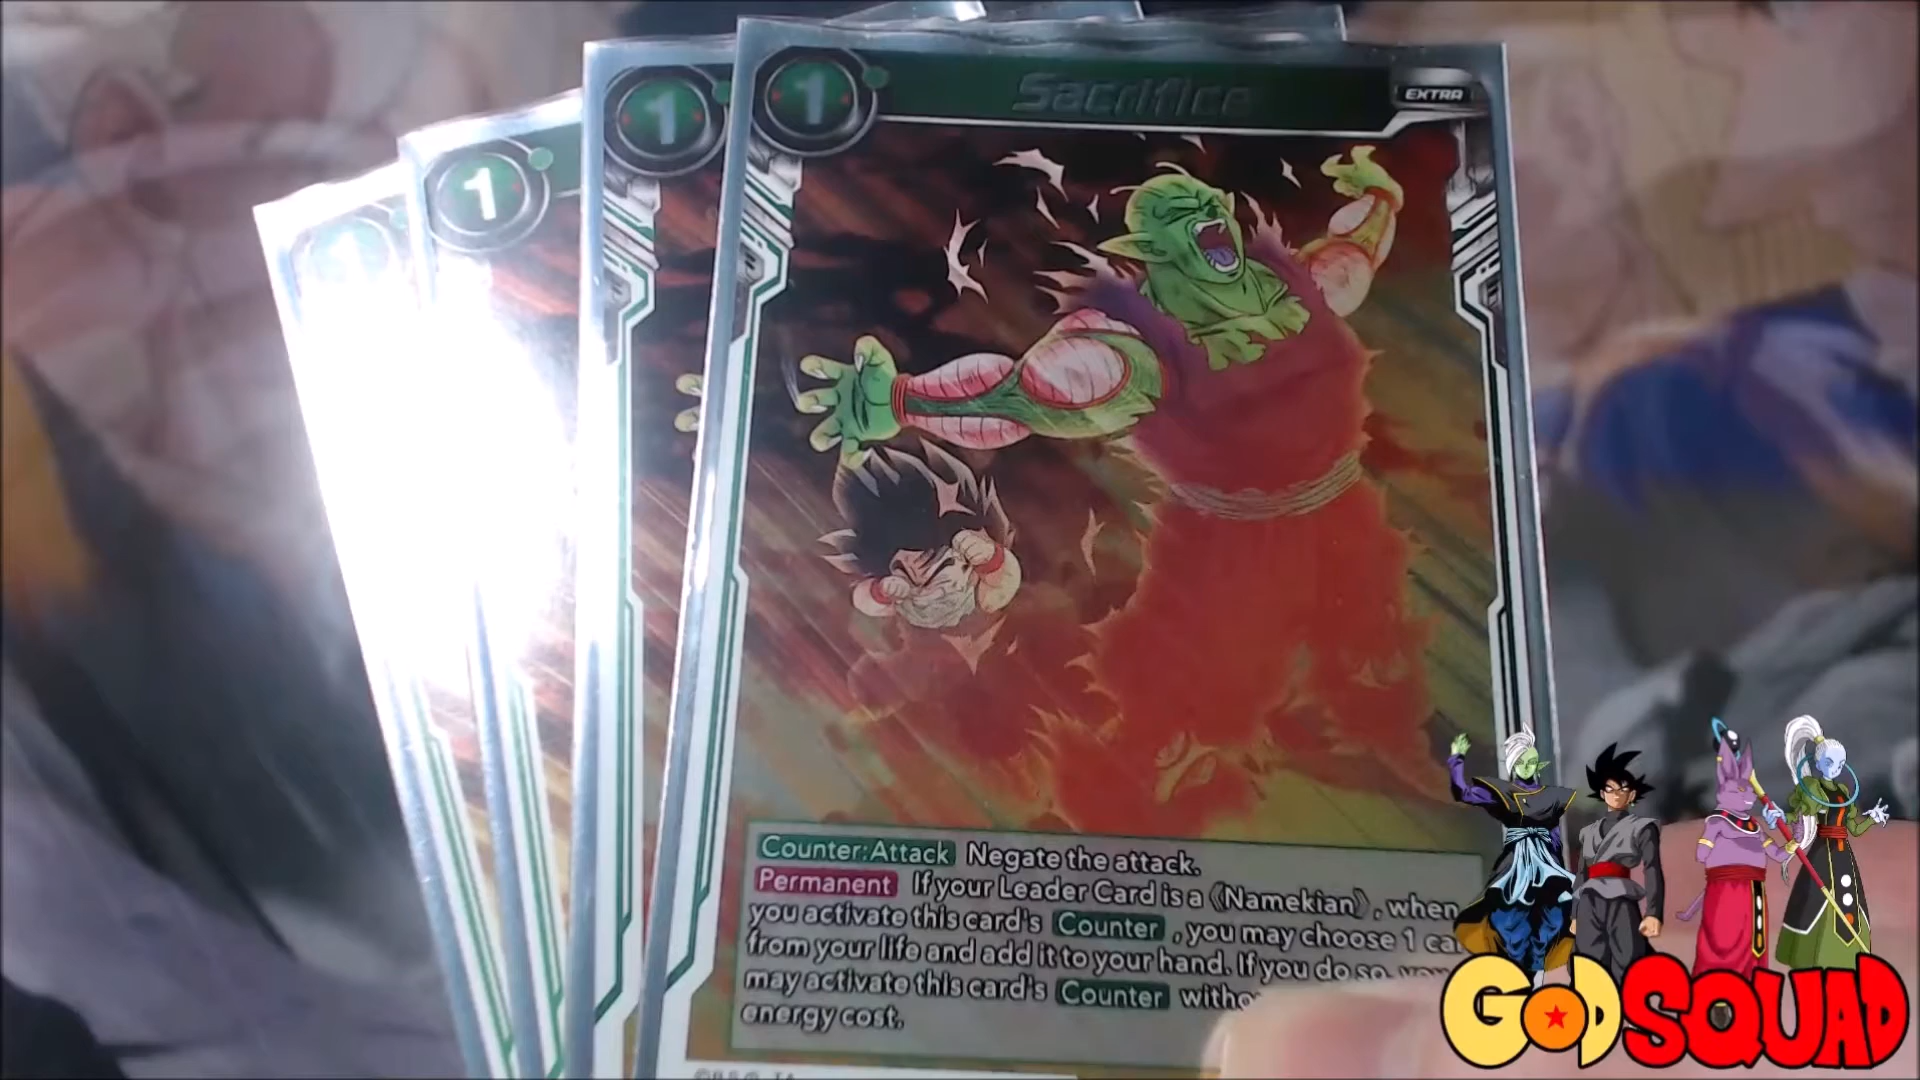 1
1
1
1 Sacrifice EXTRA
Counter:Attack Negate the attack.
Permanent If your Leader Card is a 《Namekian》, when
you activate this card's Counter, you may choose 1
from your life and add it to your hand. If you do so,
may activate this card's Counter
energy cost.
GODSQUAD